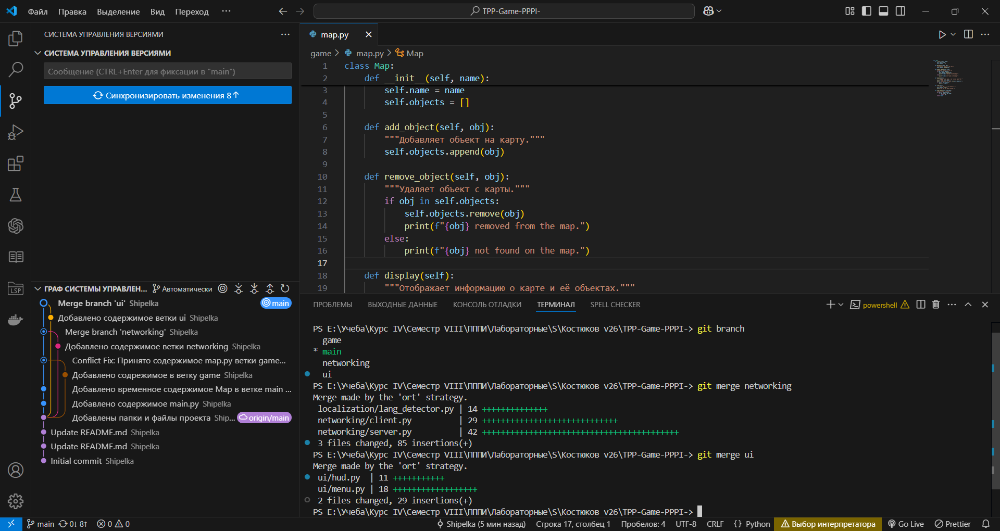 Файл Правка Выделение Вид Переход ··· TPP-Game-PPPI-
СИСТЕМА УПРАВЛЕНИЯ ВЕРСИЯМИ ···
СИСТЕМА УПРАВЛЕНИЯ ВЕРСИЯМИ
Сообщение (CTRL+Enter для фиксации в "main")
Синхронизировать изменения 8↑
ГРАФ СИСТЕМЫ УПРАВЛЕН... Автоматически
Merge branch 'ui' Shipelka main
Добавлено содержимое ветки ui Shipelka
Merge branch 'networking' Shipelka
Добавлено содержимое ветки networking Shipelka
Conflict Fix: Принято содержимое map.py ветки game...
Добавлено содрежимое в ветку game Shipelka
Добавлено временное содержимое Map в ветке main ...
Добавлено содержимое main.py Shipelka
Добавлены папки и файлы проекта Ship... origin/main
Update README.md Shipelka
Update README.md Shipelka
Initial commit Shipelka
LSP
map.py
game > map.py > Map
1 class Map:
2 def __init__(self, name):
3 self.name = name
4 self.objects = []
5
6 def add_object(self, obj):
7 """Добавляет объект на карту."""
8 self.objects.append(obj)
9
10 def remove_object(self, obj):
11 """Удаляет объект с карты."""
12 if obj in self.objects:
13 self.objects.remove(obj)
14 print(f"{obj} removed from the map.")
15 else:
16 print(f"{obj} not found on the map.")
17
18 def display(self):
19 """Отображает информацию о карте и её объектах."""
ПРОБЛЕМЫ ВЫХОДНЫЕ ДАННЫЕ КОНСОЛЬ ОТЛАДКИ ТЕРМИНАЛ SPELL CHECKER powershell
PS E:\Учеба\Курс IV\Семестр VIII\ПППИ\Лабораторные\S\Костюков v26\TPP-Game-PPPI-> git branch
game
* main
networking
ui
PS E:\Учеба\Курс IV\Семестр VIII\ПППИ\Лабораторные\S\Костюков v26\TPP-Game-PPPI-> git merge networking
Merge made by the 'ort' strategy.
localization/lang_detector.py | 14 ++++++++++++++
networking/client.py | 29 +++++++++++++++++++++++++++++
networking/server.py | 42 ++++++++++++++++++++++++++++++++++++++++++
3 files changed, 85 insertions(+)
PS E:\Учеба\Курс IV\Семестр VIII\ПППИ\Лабораторные\S\Костюков v26\TPP-Game-PPPI-> git merge ui
Merge made by the 'ort' strategy.
ui/hud.py | 11 +++++++++++
ui/menu.py | 18 ++++++++++++++++++
2 files changed, 29 insertions(+)
PS E:\Учеба\Курс IV\Семестр VIII\ПППИ\Лабораторные\S\Костюков v26\TPP-Game-PPPI->
main 0↓ 8↑ 0 0 Shipelka (5 мин назад) Строка 17, столбец 1 Пробелов: 4 UTF-8 CRLF {} Python Выбор интерпретатора Go Live Prettier